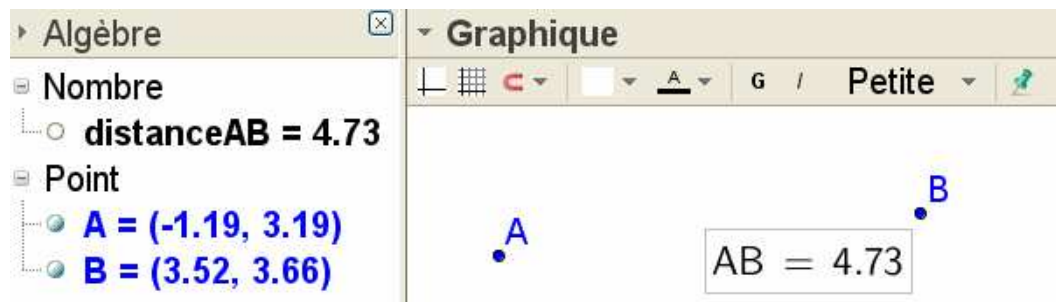 Algèbre
Nombre
distanceAB = 4.73
Point
A = (-1.19, 3.19)
B = (3.52, 3.66)
Graphique
A G I Petite
B
A
AB = 4.73